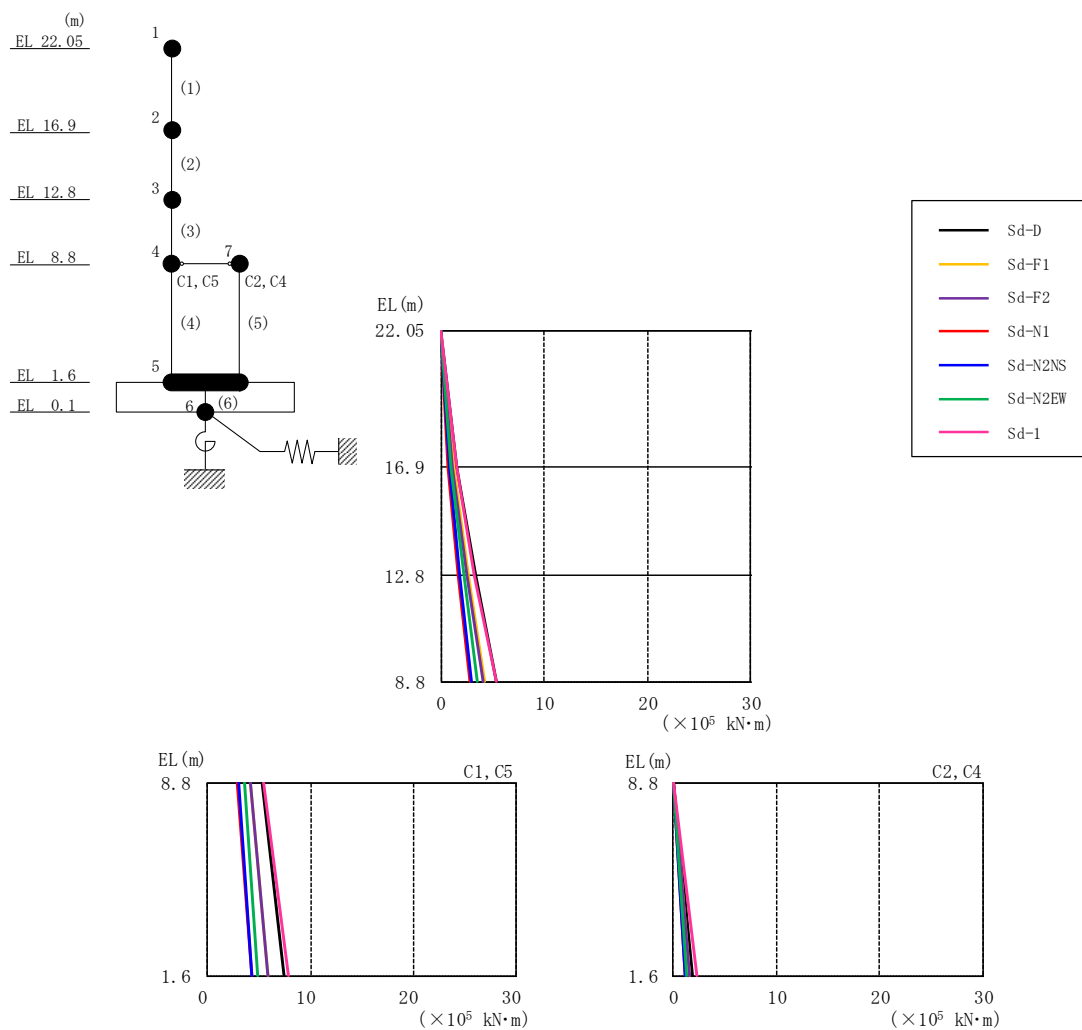 (m)
EL 22.05
EL 16.9
EL 12.8
EL 8.8
EL 1.6
EL 0.1
1
(1)
2
(2)
3
(3)
4
7
C1,C5
C2,C4
(4)
(5)
5
6
(6)
Sd-D
Sd-F1
Sd-F2
Sd-N1
Sd-N2NS
Sd-N2EW
Sd-1
EL(m)
22.05
16.9
12.8
8.8
0
10
20
30
(×10⁵ kN·m)
EL(m)
C1,C5
8.8
1.6
0
10
20
30
(×10⁵ kN·m)
EL(m)
C2,C4
8.8
1.6
0
10
20
30
(×10⁵ kN·m)